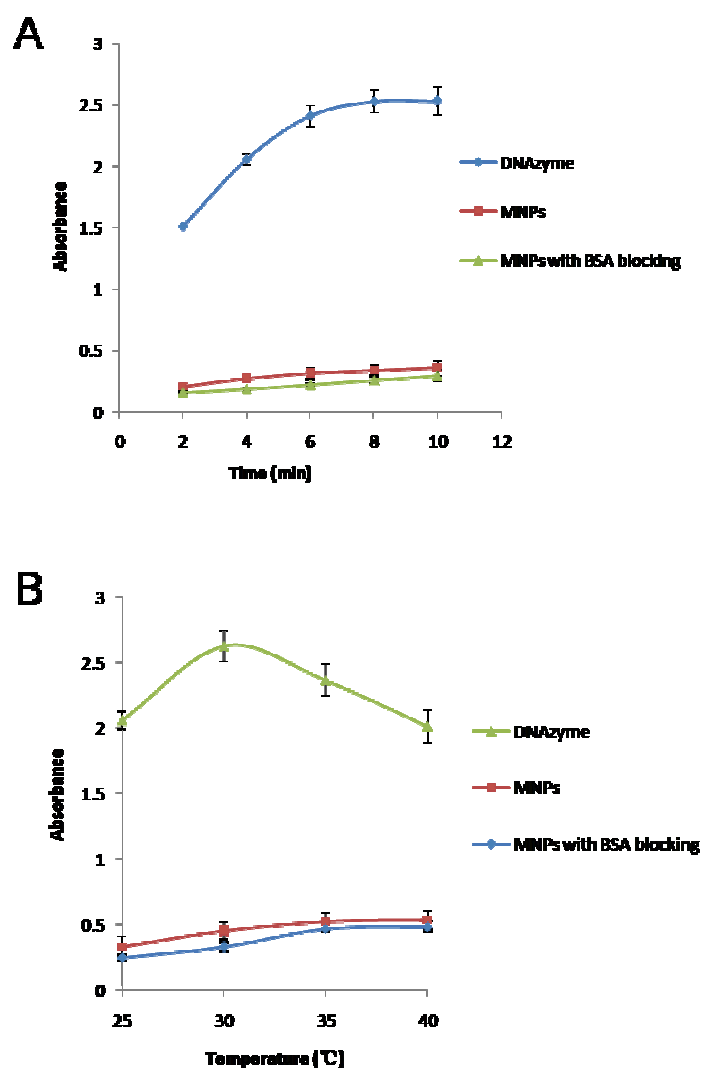 A
3
2.5
2
1.5
1
0.5
0
Absorbance
0 2 4 6 8 10 12
Time (min)
DNAzyme
MNPs
MNPs with BSA blocking
B
3
2.5
2
1.5
1
0.5
0
Absorbance
25 30 35 40
Temperature (℃)
DNAzyme
MNPs
MNPs with BSA blocking